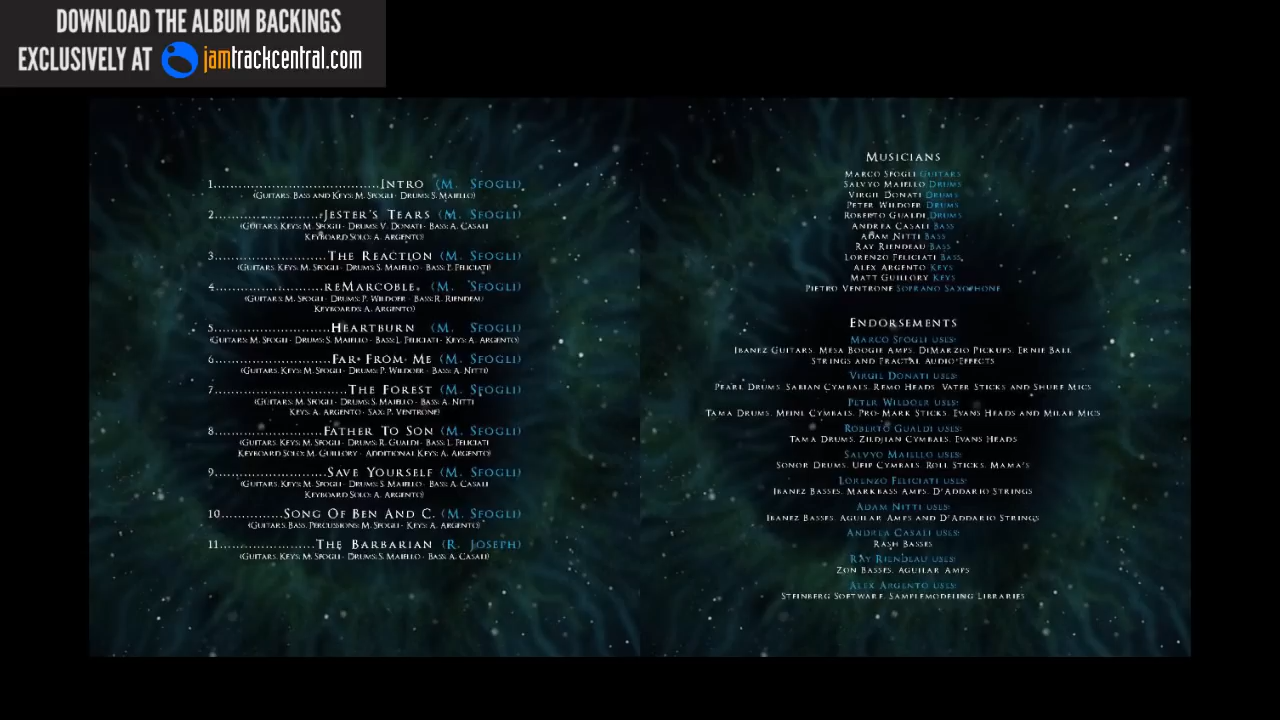 DOWNLOAD THE ALBUM BACKINGS
EXCLUSIVELY AT jamtrackcentral.com
1.....................................INTRO (M. SFOGLI)
(GUITARS, BASS AND KEYS: M. SFOGLI - DRUMS: S. MAIELLO)
2........................JESTER'S TEARS (M. SFOGLI)
(GUITARS, KEYS: M. SFOGLI - DRUMS: V. DONATI - BASS: A. CASALI
KEYBOARD SOLO: A. ARGENTO)
3.........................THE REACTION (M. SFOGLI)
(GUITARS, KEYS: M. SFOGLI - DRUMS: S. MAIELLO - BASS: F. FELICIATI)
4........................REMARCOBLE. (M. SFOGLI)
(GUITARS: M. SFOGLI - DRUMS: P. WILDOER - BASS: R. RIENDEAU
KEYBOARDS: A. ARGENTO)
5.........................HEARTBURN (M. SFOGLI)
(GUITARS: M. SFOGLI - DRUMS: S. MAIELLO - BASS: L. FELICIATI - KEYS: A. ARGENTO)
6.........................FAR FROM ME (M. SFOGLI)
(GUITARS, KEYS: M. SFOGLI - DRUMS: P. WILDOER - BASS: A. NITTI)
7.............................THE FOREST (M. SFOGLI)
(GUITARS: M. SFOGLI - DRUMS: S. MAIELLO - BASS: A. NITTI
KEYS: A. ARGENTO - SAX: P. VENTRONE)
8.......................FATHER TO SON (M. SFOGLI)
(GUITARS, KEYS: M. SFOGLI - DRUMS: R. GUALDI - BASS: L. FELICIATI
KEYBOARD SOLO: M. GUILLORY - ADDITIONAL KEYS: A. ARGENTO)
9........................SAVE YOURSELF (M. SFOGLI)
(GUITARS, KEYS: M. SFOGLI - DRUMS: S. MAIELLO - BASS: A. CASALI
KEYBOARD SOLO: A. ARGENTO)
10..............SONG OF BEN AND C. (M. SFOGLI)
(GUITARS, BASS, PERCUSSIONS: M. SFOGLI - KEYS: A. ARGENTO)
11.....................THE BARBARIAN (R. JOSEPH)
(GUITARS, KEYS: M. SFOGLI - DRUMS: S. MAIELLO - BASS: A. CASALI)
MUSICIANS
MARCO SFOGLI GUITARS
SALVYO MAIELLO DRUMS
VIRGIL DONATI DRUMS
PETER WILDOER DRUMS
ROBERTO GUALDI DRUMS
ANDREA CASALI BASS
ADAM NITTI BASS
RAY RIENDEAU BASS
LORENZO FELICIATI BASS
ALEX ARGENTO KEYS
MATT GUILLORY KEYS
PIETRO VENTRONE SOPRANO SAXOPHONE
ENDORSEMENTS
MARCO SFOGLI USES:
IBANEZ GUITARS, MESA BOOGIE AMPS, DIMARZIO PICKUPS, ERNIE BALL
STRINGS AND FRACTAL AUDIO EFFECTS
VIRGIL DONATI USES:
PEARL DRUMS, SABIAN CYMBALS, REMO HEADS, VATER STICKS AND SHURE MICS
PETER WILDOER USES:
TAMA DRUMS, MEINL CYMBALS, PRO-MARK STICKS, EVANS HEADS AND MILAB MICS
ROBERTO GUALDI USES:
TAMA DRUMS, ZILDJIAN CYMBALS, EVANS HEADS
SALVYO MAIELLO USES:
SONOR DRUMS, UFIP CYMBALS, ROLL STICKS, MAMA'S
LORENZO FELICIATI USES:
IBANEZ BASSES, MARKBASS AMPS, D'ADDARIO STRINGS
ADAM NITTI USES:
IBANEZ BASSES, AGUILAR AMPS AND D'ADDARIO STRINGS
ANDREA CASALI USES:
RASH BASSES
RAY RIENDEAU USES:
ZON BASSES, AGUILAR AMPS
ALEX ARGENTO USES:
STEINBERG SOFTWARE, SAMPLEMODELING LIBRARIES